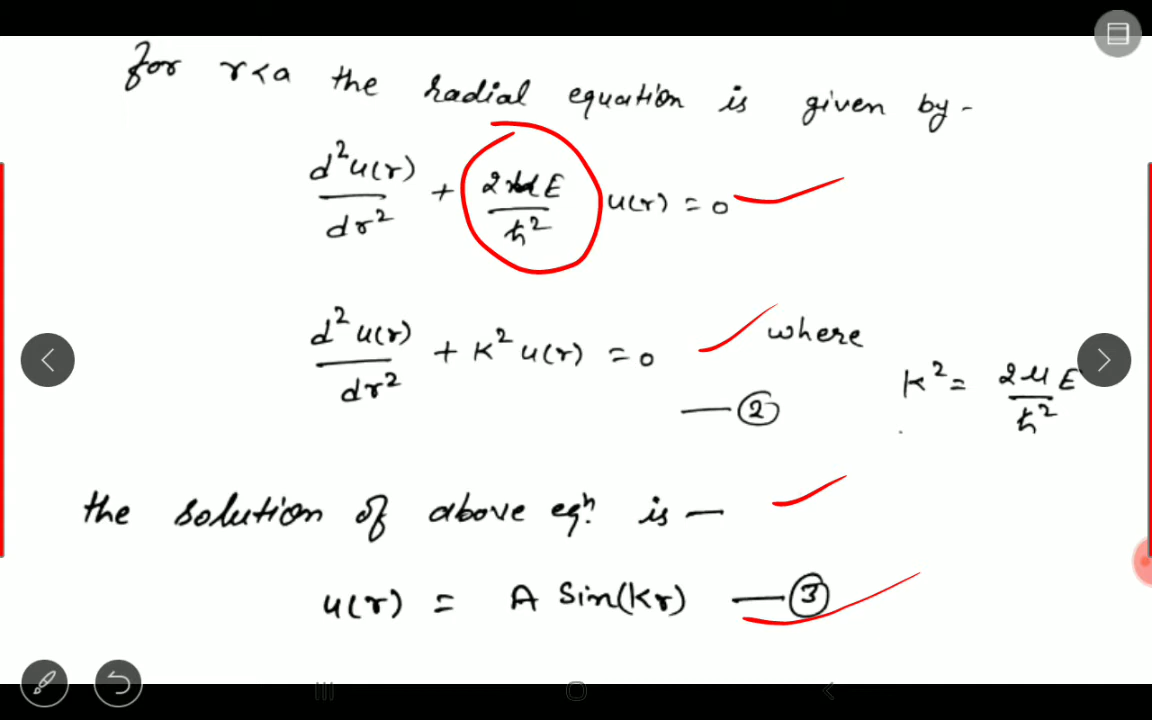 for r<a the radial equation is given by -
d²u(r)/dr² + 2μE/ħ² u(r) = 0
d²u(r)/dr² + K² u(r) = 0 where
K² = 2μE/ħ²
— ②
the solution of above eqⁿ. is —
u(r) = A Sin(Kr) — ③